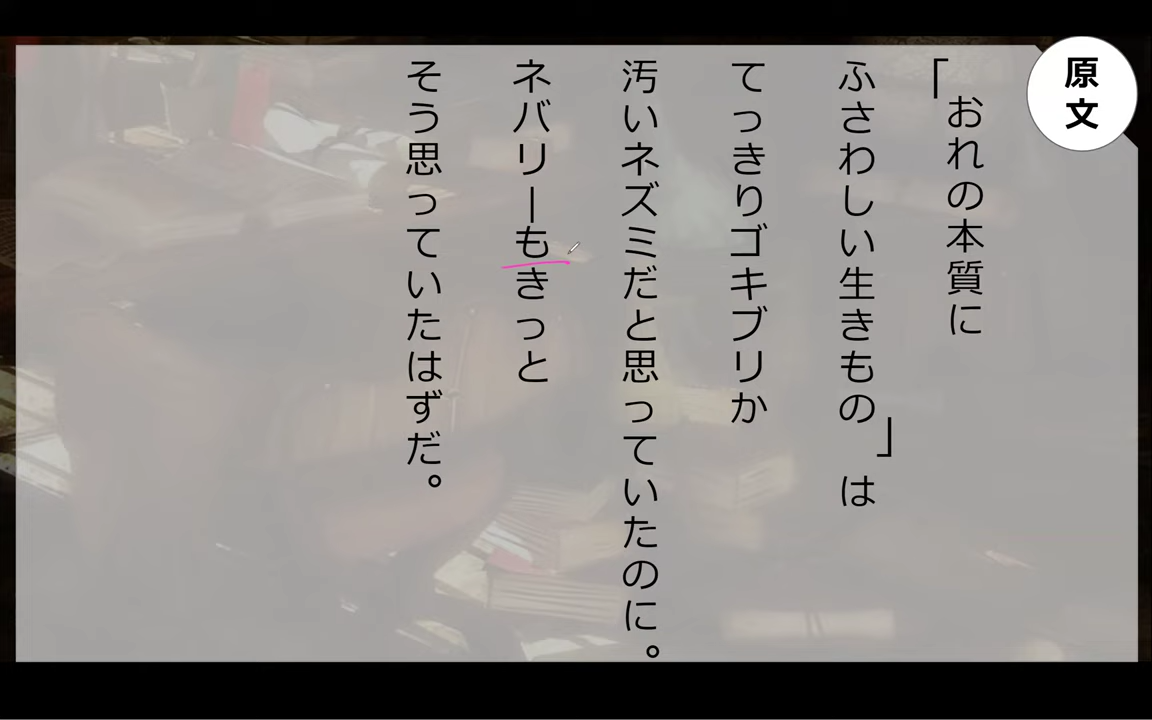 原文
「おれの本質に
ふさわしい生きもの」は
てっきりゴキブリか
汚いネズミだと思っていたのに。
ネバリーもきっと
そう思っていたはずだ。